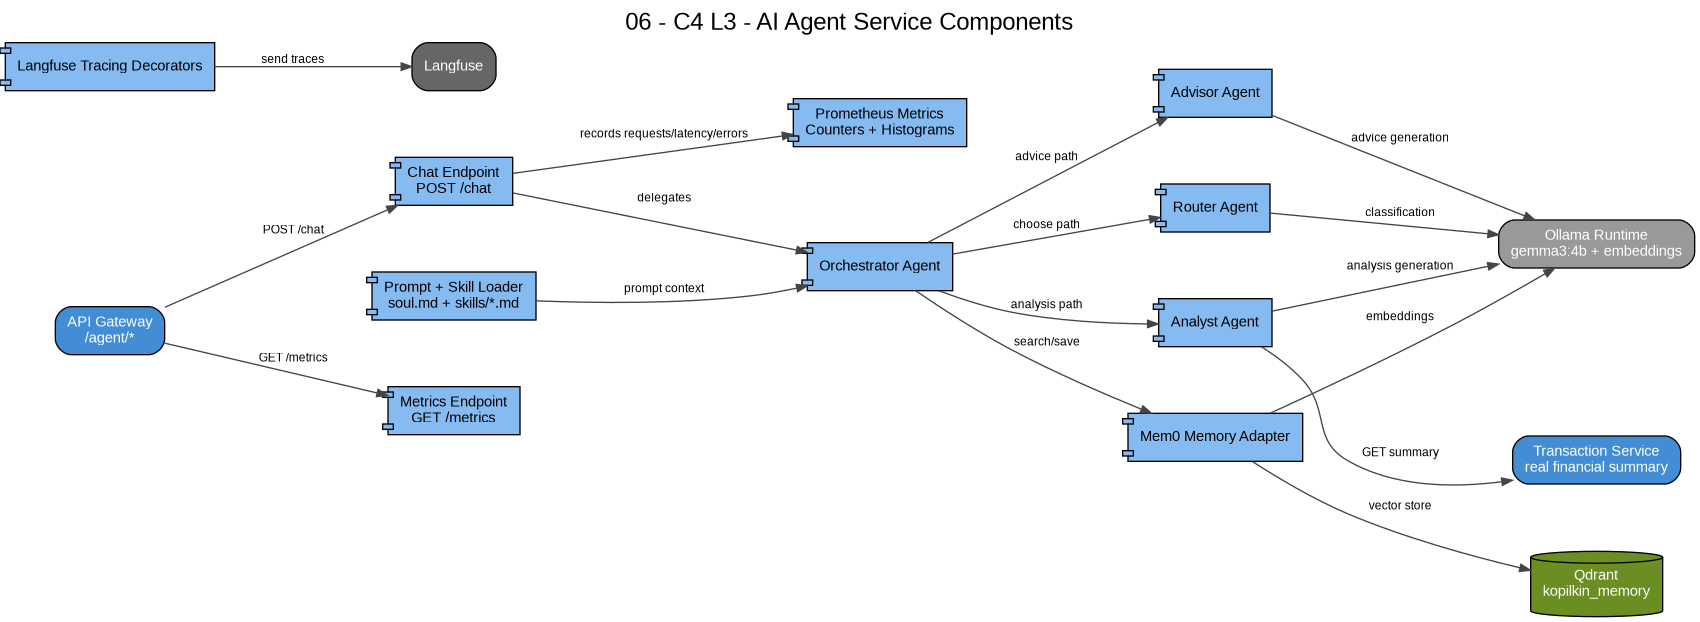 06 - C4 L3 - AI Agent Service Components
Langfuse Tracing Decorators
send traces
Langfuse
API Gateway
/agent/*
POST /chat
GET /metrics
Chat Endpoint
POST /chat
Prompt + Skill Loader
soul.md + skills/*.md
Metrics Endpoint
GET /metrics
records requests/latency/errors
delegates
prompt context
Prometheus Metrics
Counters + Histograms
Orchestrator Agent
advice path
choose path
analysis path
search/save
Advisor Agent
Router Agent
Analyst Agent
Mem0 Memory Adapter
advice generation
classification
analysis generation
embeddings
GET summary
vector store
Ollama Runtime
gemma3:4b + embeddings
Transaction Service
real financial summary
Qdrant
kopilkin_memory